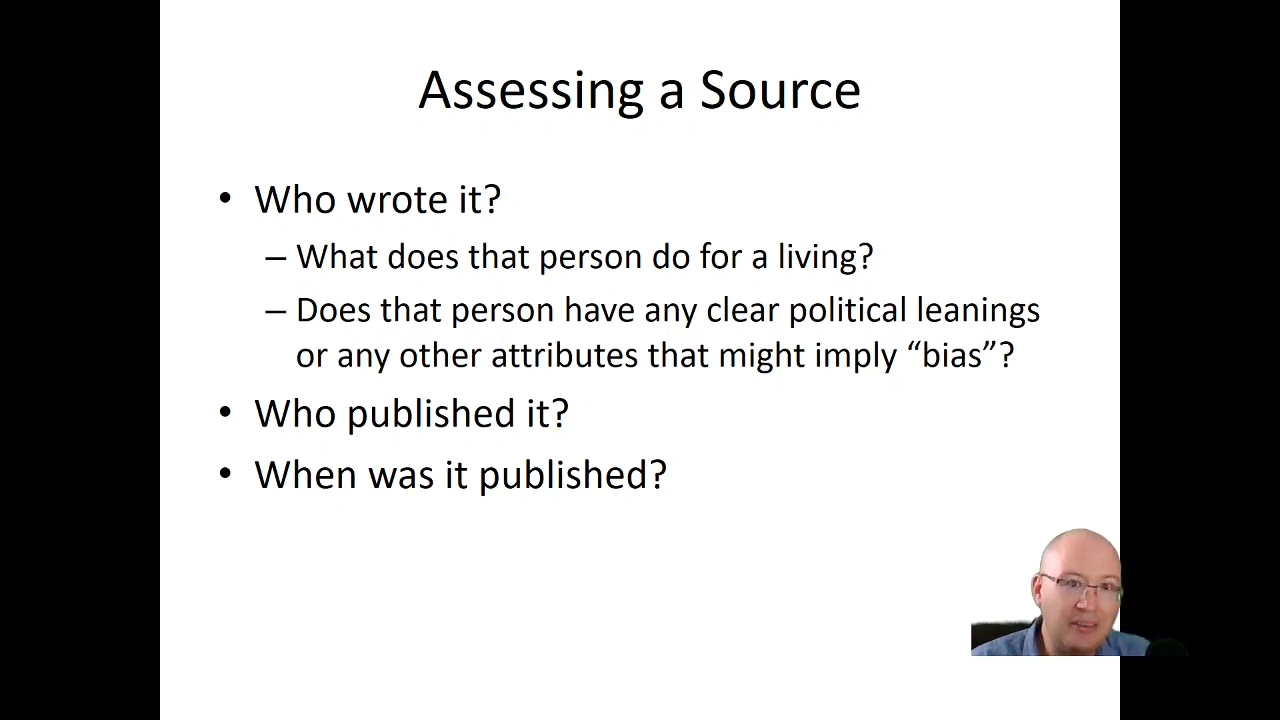 Assessing a Source
• Who wrote it?
– What does that person do for a living?
– Does that person have any clear political leanings
or any other attributes that might imply “bias”?
• Who published it?
• When was it published?